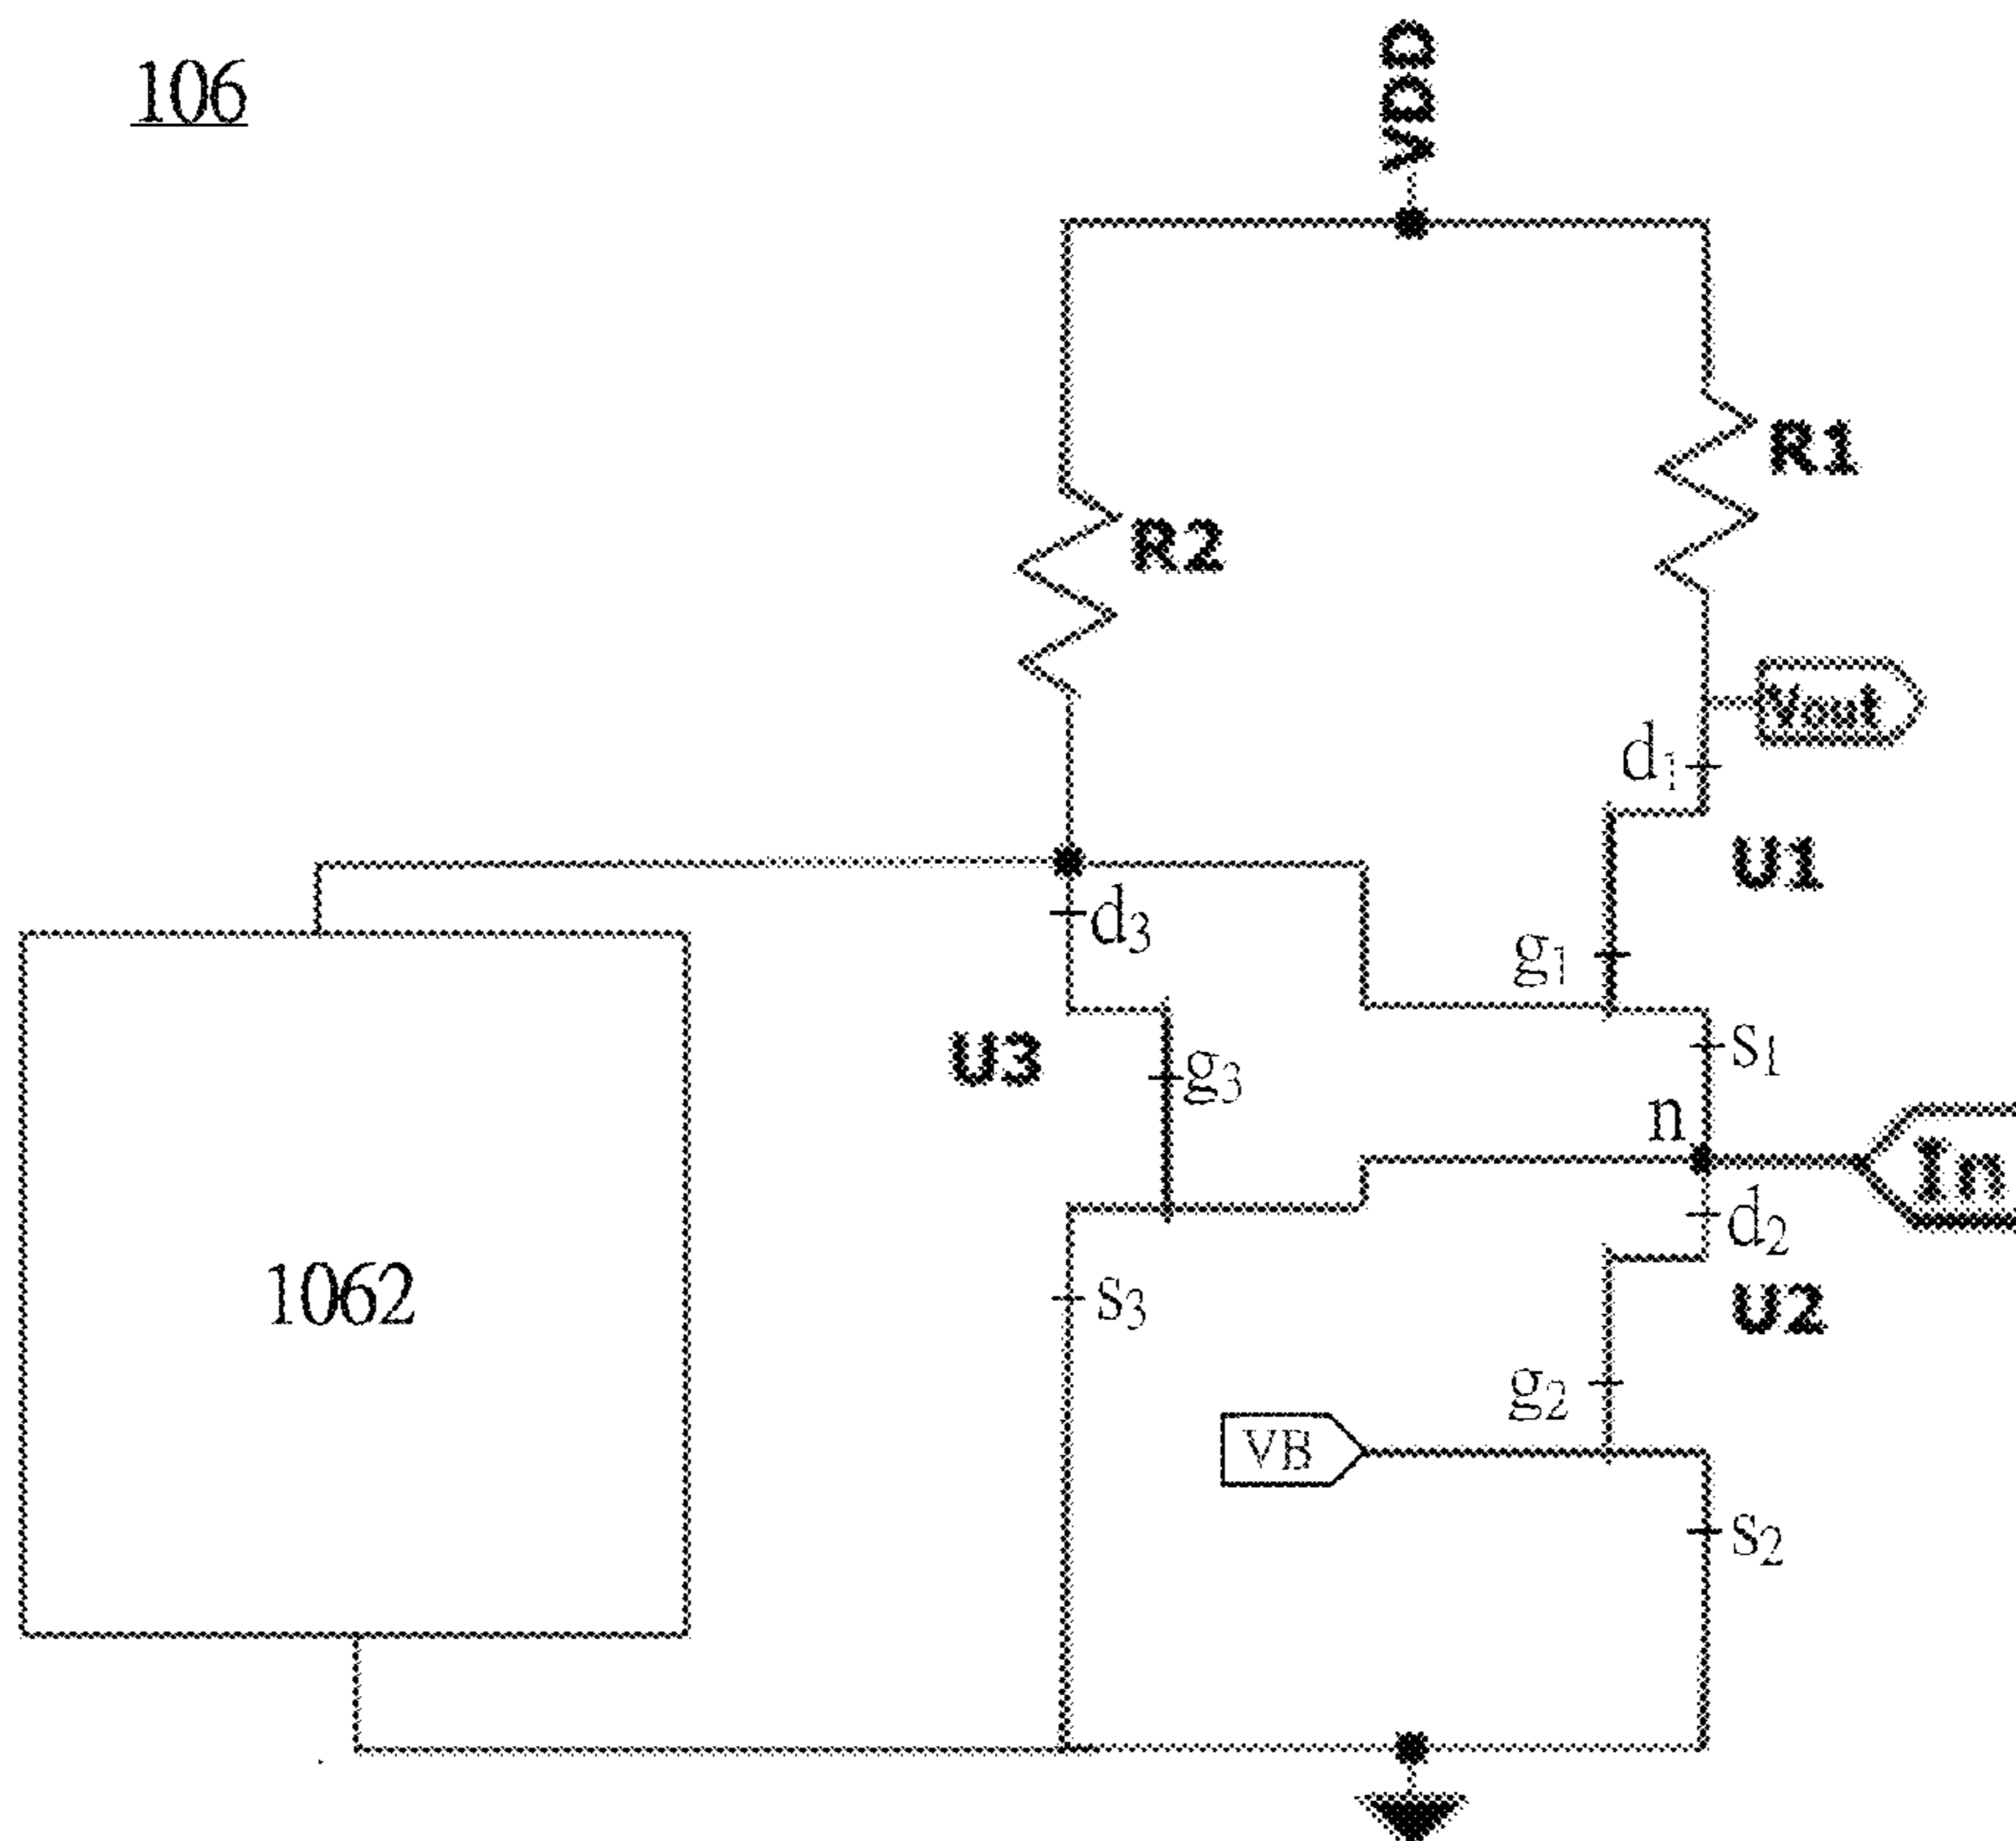 106
VDD
R1
R2
Vout
d₁
U1
d₃
g₁
U3
g₃
s₁
n
In
d₂
1062
s₃
U2
g₂
VB
s₂